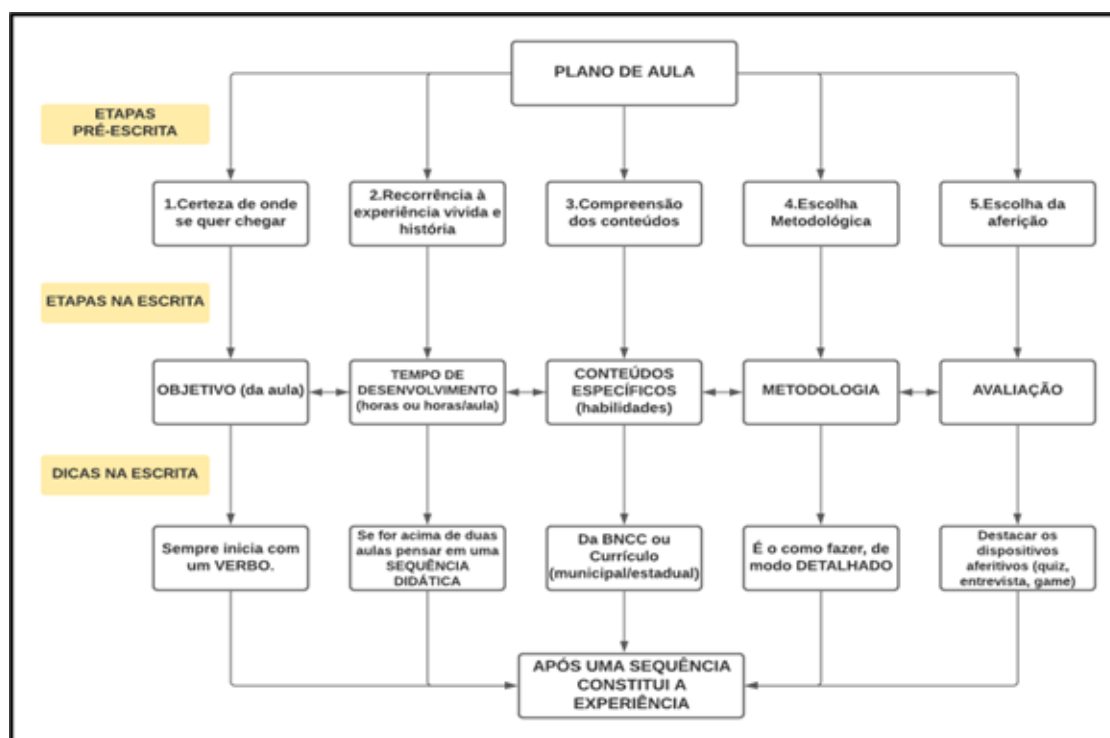 PLANO DE AULA
ETAPAS
PRÉ-ESCRITA
1.Certeza de onde
se quer chegar
2.Recorrência à
experiência vivida e
história
3.Compreensão
dos conteúdos
4.Escolha
Metodológica
5.Escolha da
aferição
ETAPAS NA ESCRITA
OBJETIVO (da aula)
TEMPO DE
DESENVOLVIMENTO
(horas ou horas/aula)
CONTEÚDOS
ESPECÍFICOS
(habilidades)
METODOLOGIA
AVALIAÇÃO
DICAS NA ESCRITA
Sempre inicia com
um VERBO.
Se for acima de duas
aulas pensar em uma
SEQUÊNCIA
DIDÁTICA
Da BNCC ou
Currículo
(municipal/estadual)
É o como fazer, de
modo DETALHADO
Destacar os
dispositivos
aferitivos (quiz,
entrevista, game)
APÓS UMA SEQUÊNCIA
CONSTITUI A
EXPERIÊNCIA